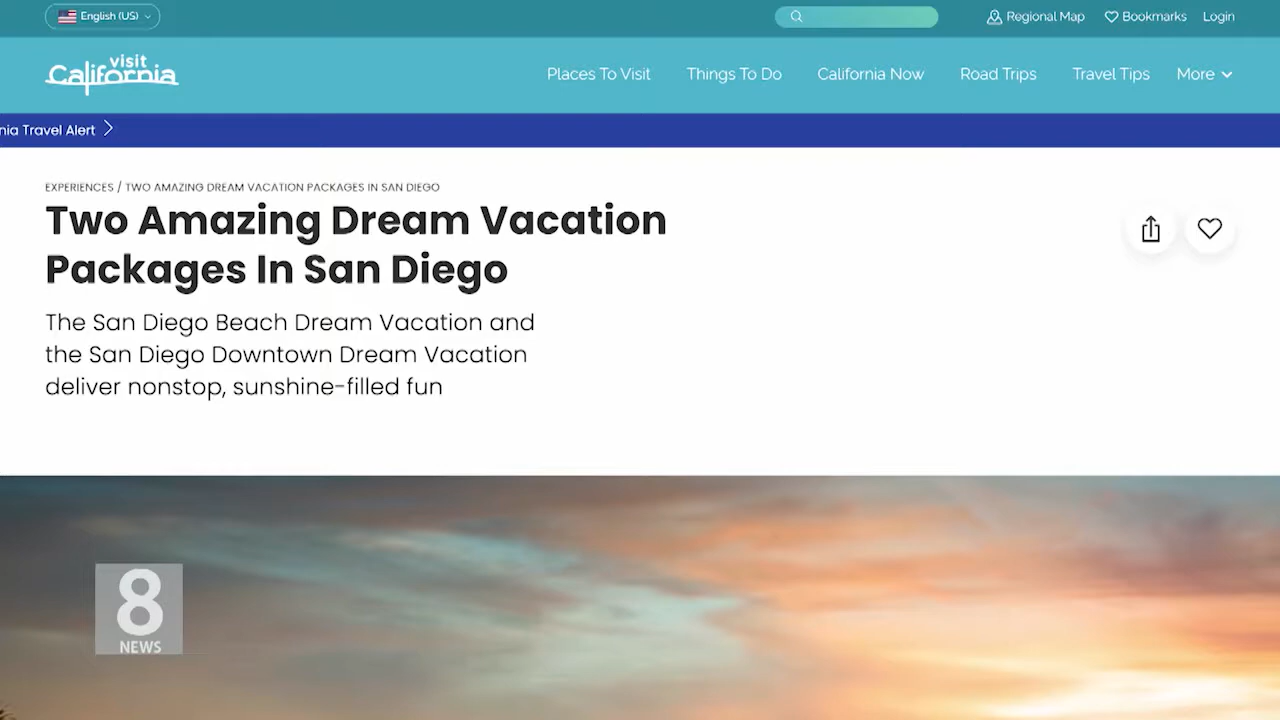 English (US)
Regional Map
Bookmarks
Login
visit
California
Places To Visit
Things To Do
California Now
Road Trips
Travel Tips
More
nia Travel Alert
EXPERIENCES / TWO AMAZING DREAM VACATION PACKAGES IN SAN DIEGO
Two Amazing Dream Vacation
Packages In San Diego
The San Diego Beach Dream Vacation and
the San Diego Downtown Dream Vacation
deliver nonstop, sunshine-filled fun
8
NEWS